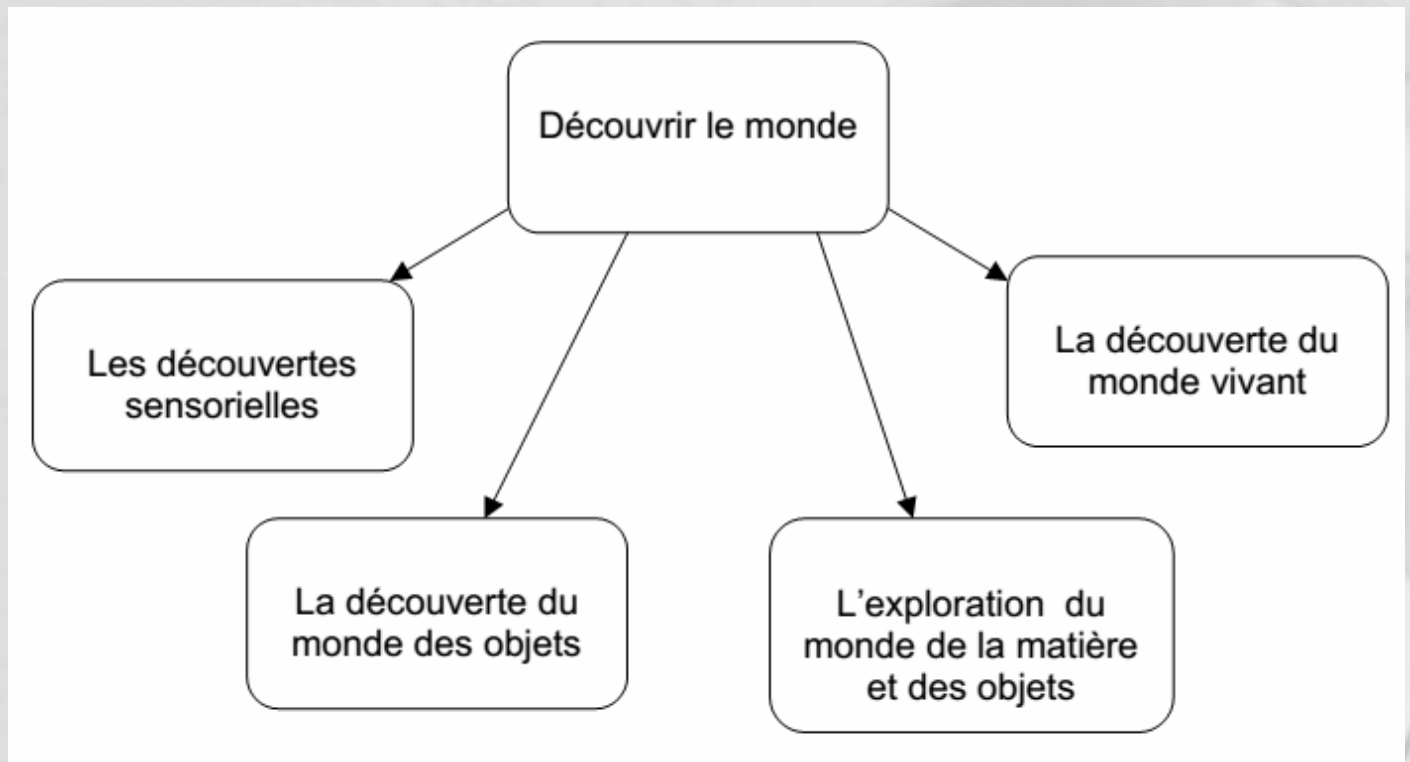 Découvrir le monde
Les découvertes
sensorielles
La découverte du
monde des objets
L’exploration  du
monde de la matière
et des objets
La découverte du
monde vivant